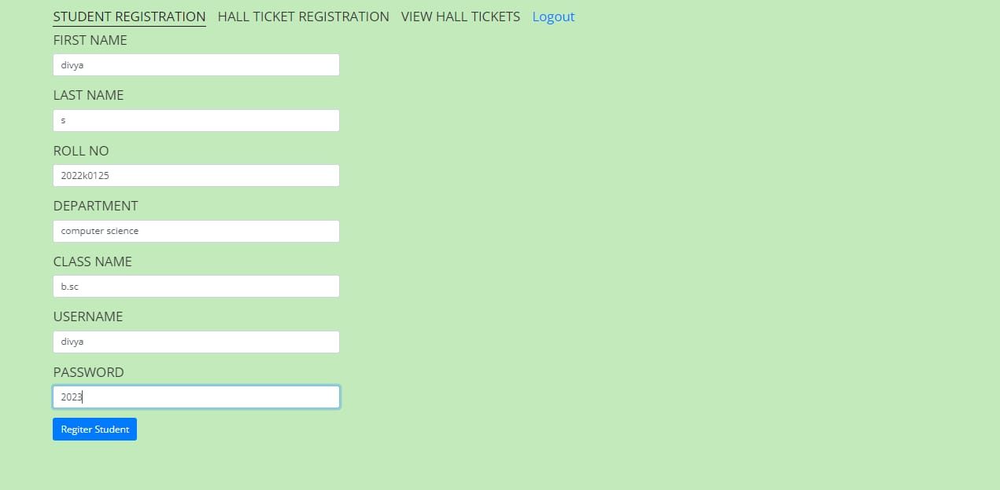 STUDENT REGISTRATION HALL TICKET REGISTRATION VIEW HALL TICKETS Logout
FIRST NAME
divya
LAST NAME
s
ROLL NO
2022k0125
DEPARTMENT
computer science
CLASS NAME
b.sc
USERNAME
divya
PASSWORD
2023
Regiter Student